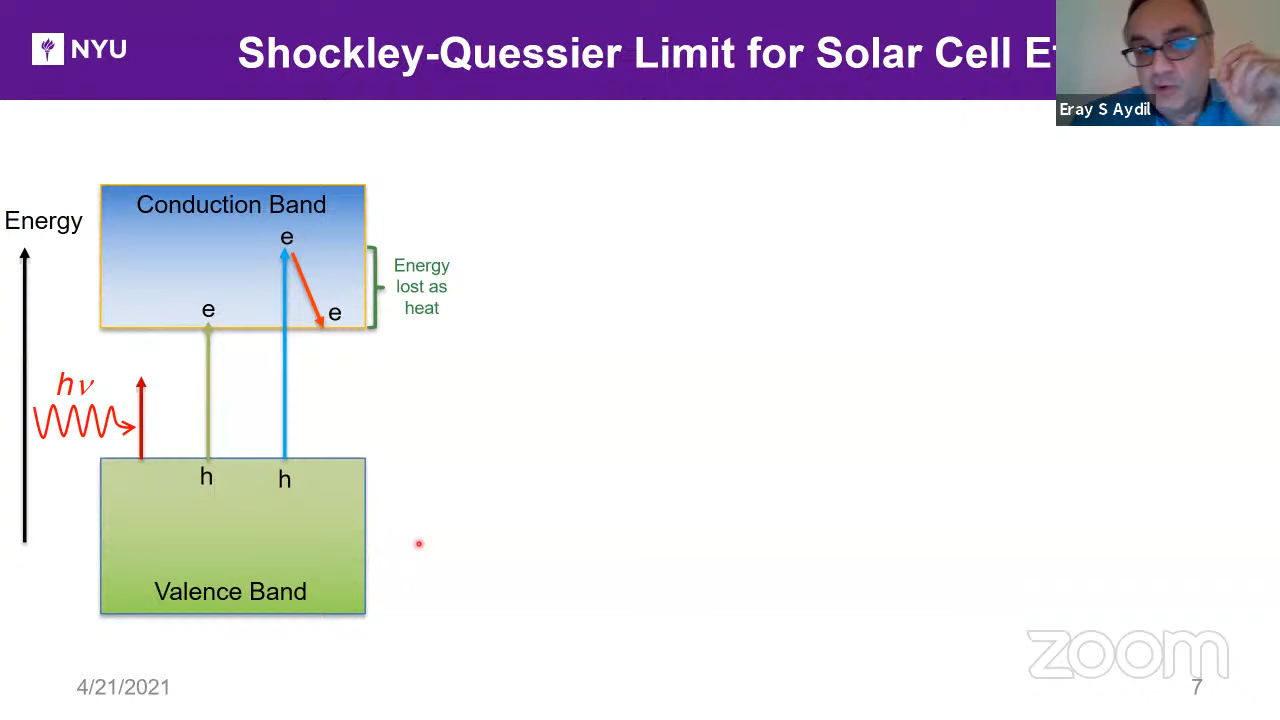 NYU
Shockley-Quessier Limit for Solar Cell
Eray S Aydil
Conduction Band
Energy
e
Energy
lost as
heat
e
e
hν
h
h
Valence Band
zoom
4/21/2021
7